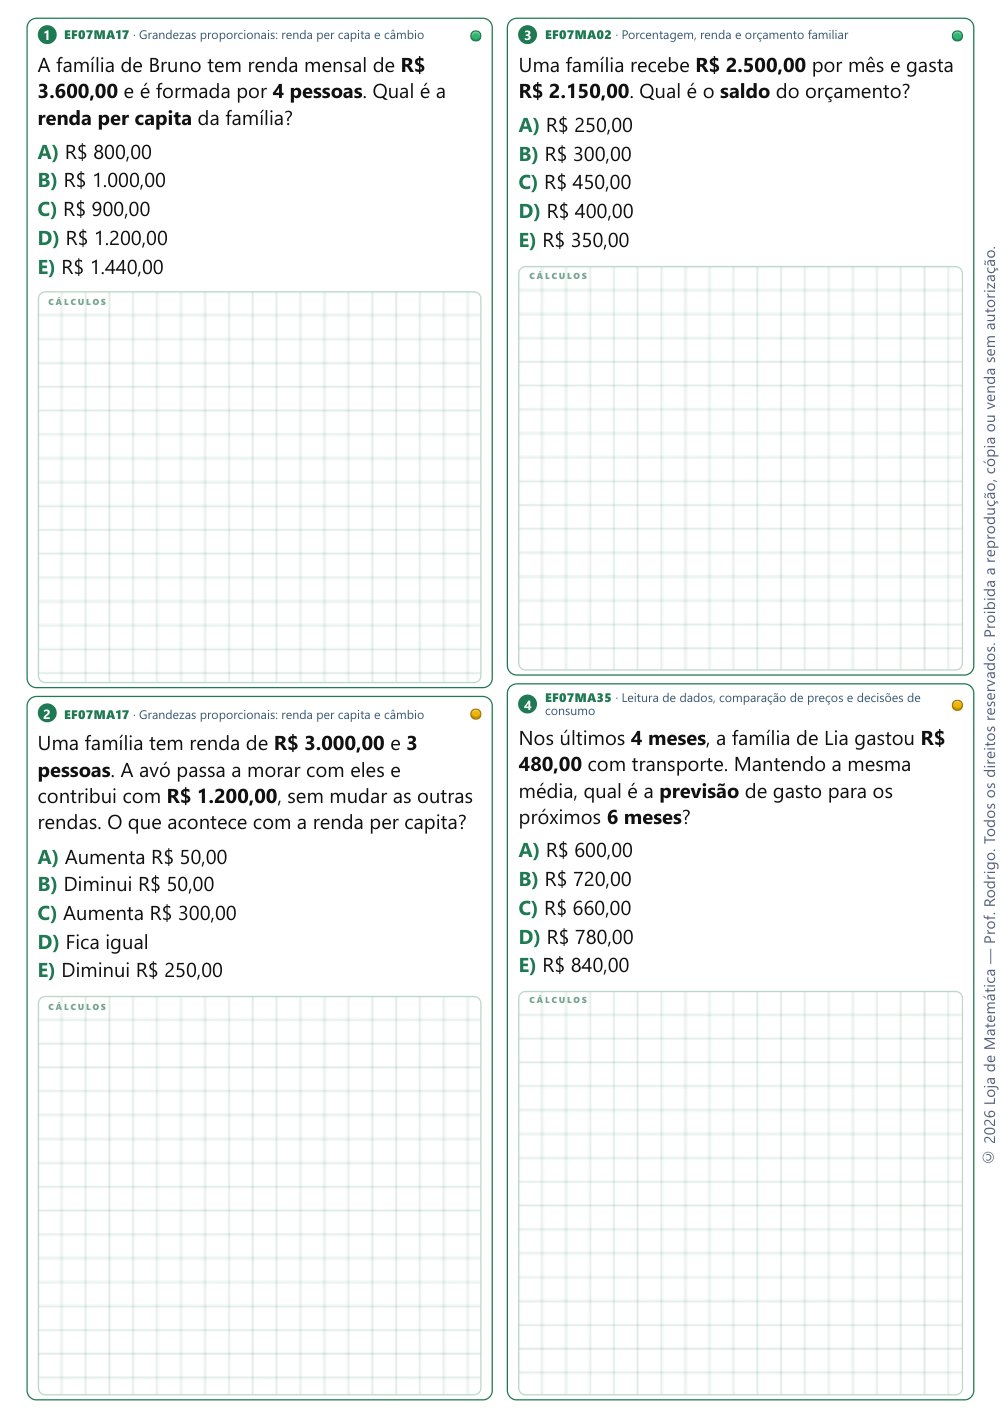 1 EF07MA17 · Grandezas proporcionais: renda per capita e câmbio
A família de Bruno tem renda mensal de R$
3.600,00 e é formada por 4 pessoas. Qual é a
renda per capita da família?
A) R$ 800,00
B) R$ 1.000,00
C) R$ 900,00
D) R$ 1.200,00
E) R$ 1.440,00
CÁLCULOS
2 EF07MA17 · Grandezas proporcionais: renda per capita e câmbio
Uma família tem renda de R$ 3.000,00 e 3
pessoas. A avó passa a morar com eles e
contribui com R$ 1.200,00, sem mudar as outras
rendas. O que acontece com a renda per capita?
A) Aumenta R$ 50,00
B) Diminui R$ 50,00
C) Aumenta R$ 300,00
D) Fica igual
E) Diminui R$ 250,00
CÁLCULOS
3 EF07MA02 · Porcentagem, renda e orçamento familiar
Uma família recebe R$ 2.500,00 por mês e gasta
R$ 2.150,00. Qual é o saldo do orçamento?
A) R$ 250,00
B) R$ 300,00
C) R$ 450,00
D) R$ 400,00
E) R$ 350,00
CÁLCULOS
4 EF07MA35 · Leitura de dados, comparação de preços e decisões de
consumo
Nos últimos 4 meses, a família de Lia gastou R$
480,00 com transporte. Mantendo a mesma
média, qual é a previsão de gasto para os
próximos 6 meses?
A) R$ 600,00
B) R$ 720,00
C) R$ 660,00
D) R$ 780,00
E) R$ 840,00
CÁLCULOS
© 2026 Loja de Matemática — Prof. Rodrigo. Todos os direitos reservados. Proibida a reprodução, cópia ou venda sem autorização.